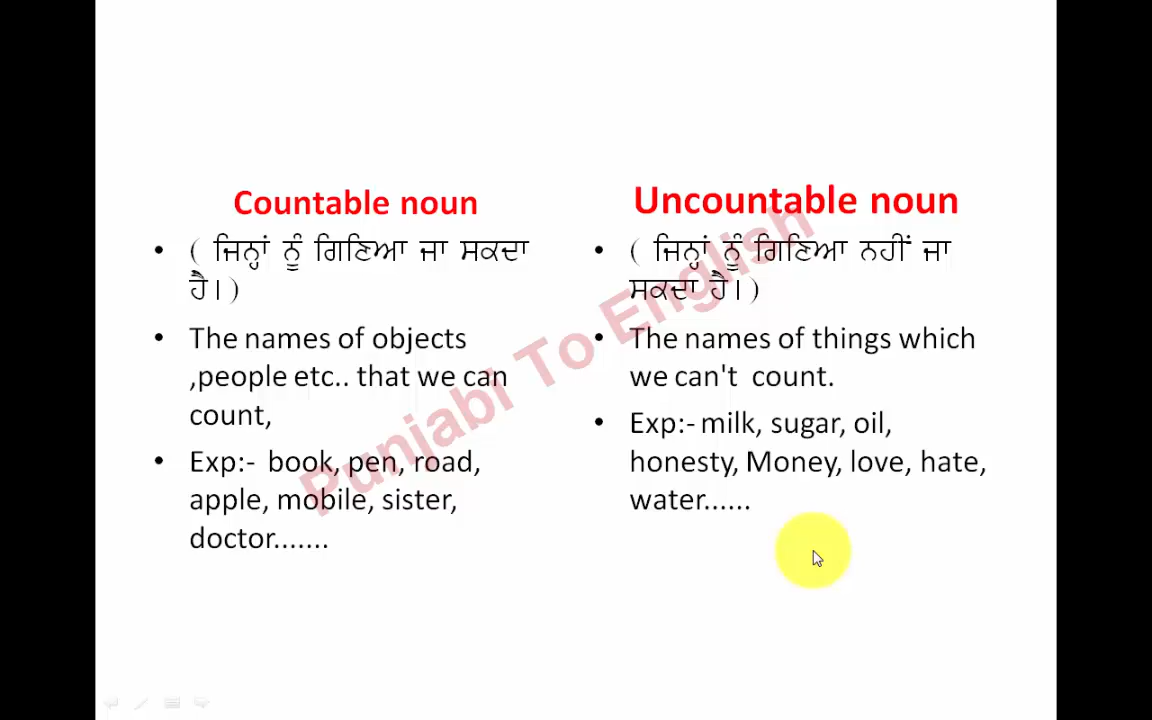 Countable noun
• ( ਜਿਨ੍ਹਾਂ ਨੂੰ ਗਿਣਿਆ ਜਾ ਸਕਦਾ
ਹੈ। )
• The names of objects
,people etc.. that we can
count,
• Exp:- book, pen, road,
apple, mobile, sister,
doctor.......
Uncountable noun
• ( ਜਿਨ੍ਹਾਂ ਨੂੰ ਗਿਣਿਆ ਨਹੀਂ ਜਾ
ਸਕਦਾ ਹੈ। )
• The names of things which
we can't count.
• Exp:- milk, sugar, oil,
honesty, Money, love, hate,
water......
Punjabi To English